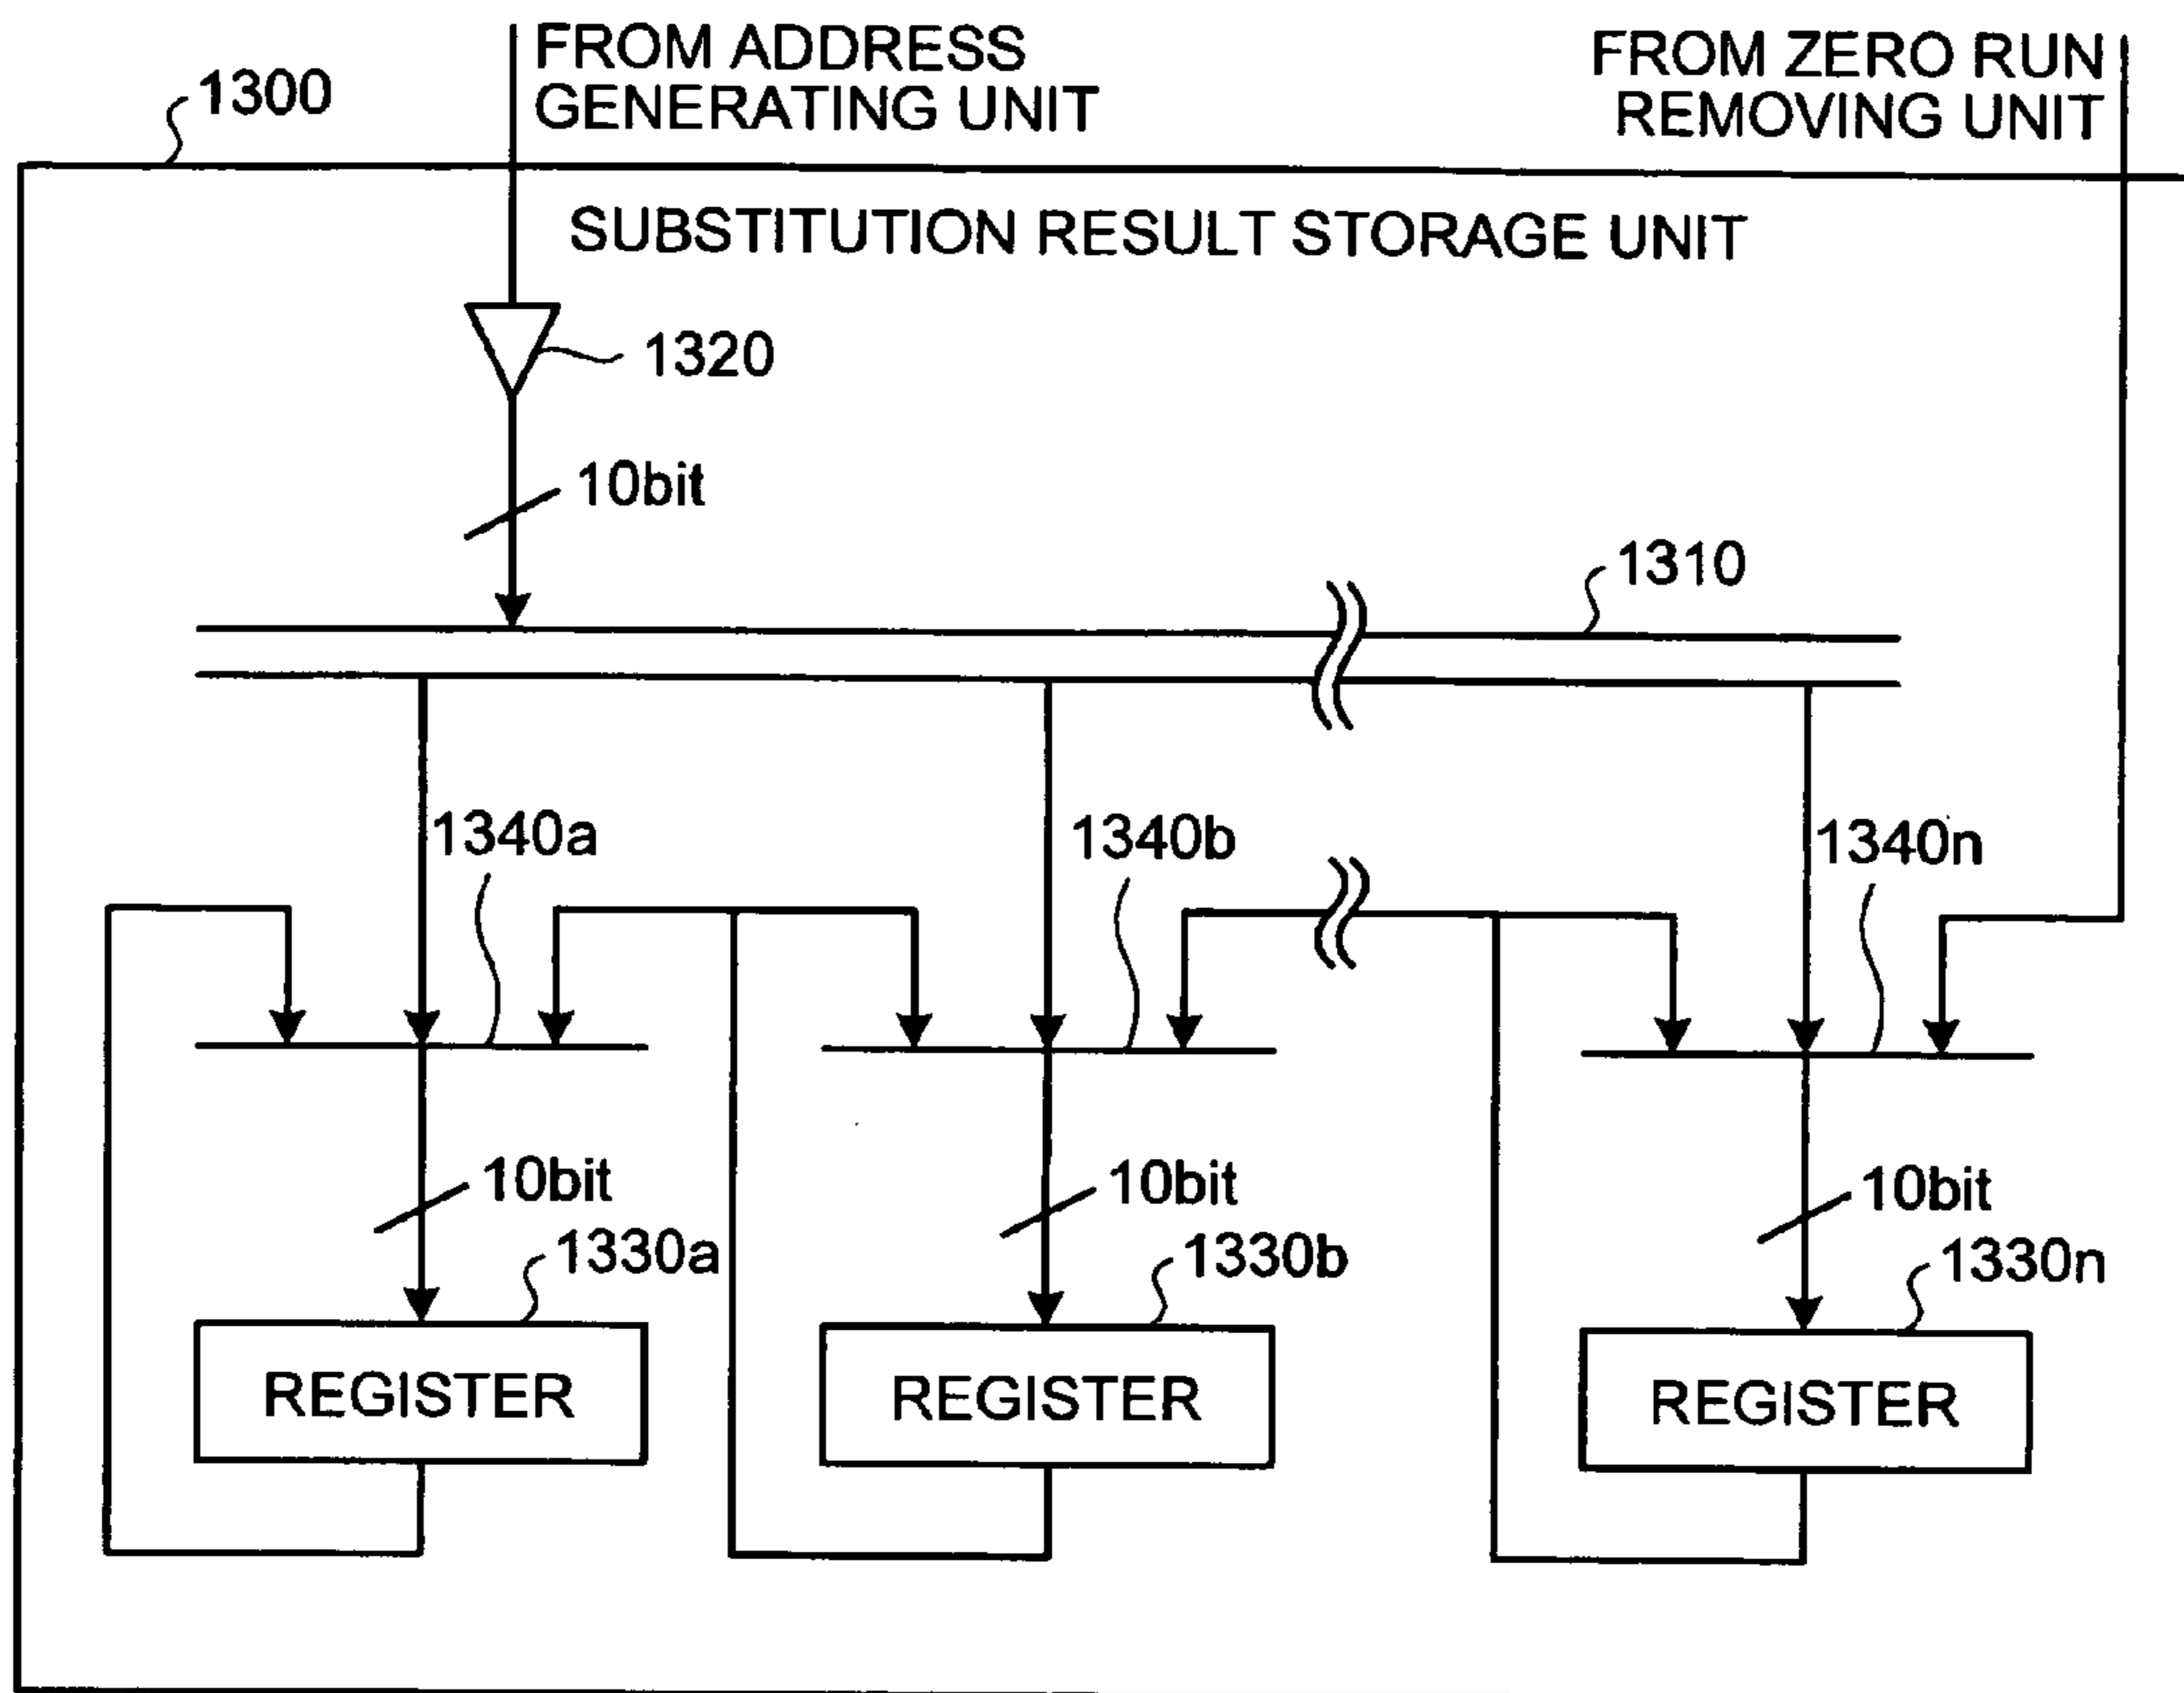 FROM ADDRESS
GENERATING UNIT
FROM ZERO RUN
REMOVING UNIT
1300
SUBSTITUTION RESULT STORAGE UNIT
1320
10bit
1310
1340a
1340b
1340n
10bit
10bit
10bit
1330a
1330b
1330n
REGISTER
REGISTER
REGISTER